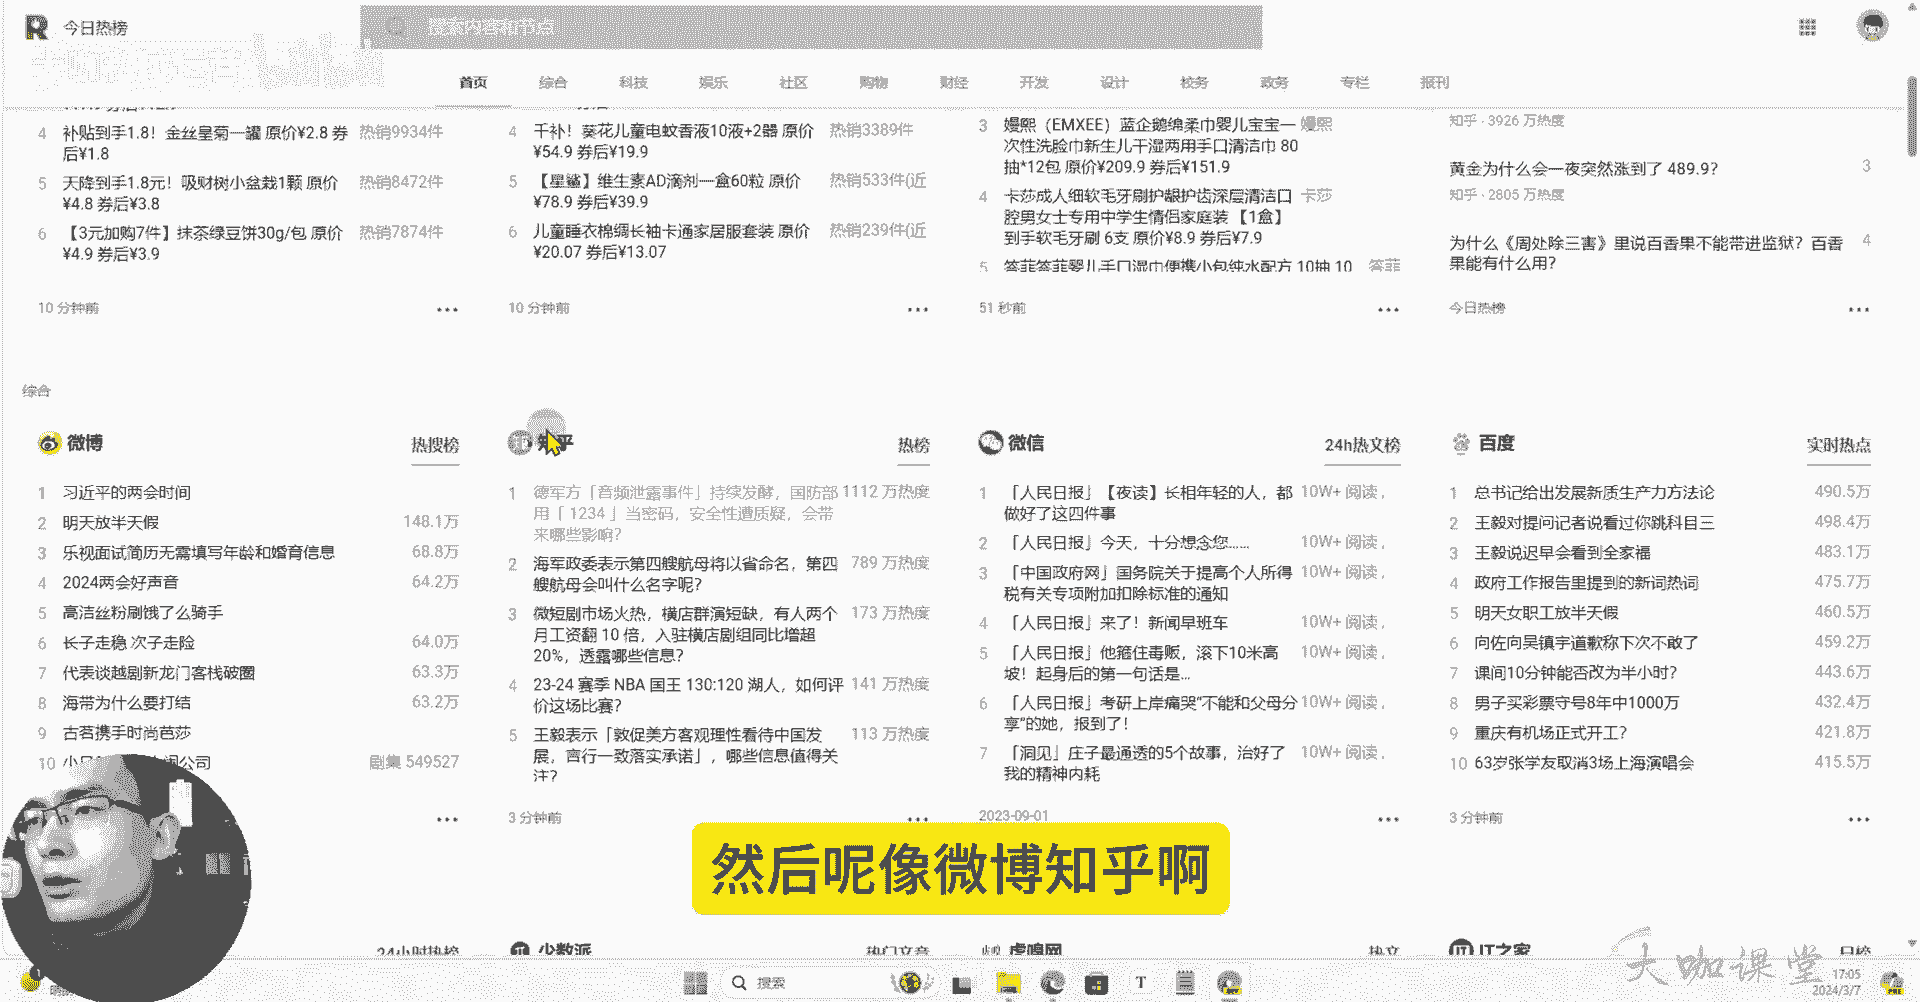 今日热榜
搜索内容和节点
首页 综合 科技 娱乐 社区 购物 财经 开发 设计 校务 政务 专栏 报刊
4 补贴到手1.8！金丝皇菊一罐 原价¥2.8 券 热销9934件
后¥1.8
5 天降到手1.8元！吸财树小盆栽1颗 原价 热销8472件
¥4.8 券后¥3.8
6 【3元加购7件】抹茶绿豆饼30g/包 原价 热销7874件
¥4.9 券后¥3.9
10 分钟前
4 千补！葵花儿童电蚊香液10液+2器 原价 热销3389件
¥54.9 券后¥19.9
5 【星鲨】维生素AD滴剂一盒60粒 原价 热销533件(近
¥78.9 券后¥39.9
6 儿童睡衣棉绸长袖卡通家居服套装 原价 热销239件(近
¥20.07 券后¥13.07
10 分钟前
3 嫚熙（EMXEE）蓝企鹅绵柔巾婴儿宝宝一 嫚熙
次性洗脸巾新生儿干湿两用手口清洁巾 80
抽*12包 原价¥209.9 券后¥151.9
4 卡莎成人细软毛牙刷护龈护齿深层清洁口 卡莎
腔男女士专用中学生情侣家庭装 【1盒】
到手软毛牙刷 6支 原价¥8.9 券后¥7.9
5 答菲答菲婴儿手口湿巾便携小包纯水配方 10抽 10 答菲
51 秒前
知乎 · 3926 万热度
黄金为什么会一夜突然涨到了 489.9？ 3
知乎 · 2805 万热度
为什么《周处除三害》里说百香果不能带进监狱？百香 4
果能有什么用？
今日热榜
综合
微博 热搜榜
1 习近平的两会时间
2 明天放半天假 148.1万
3 乐视面试简历无需填写年龄和婚育信息 68.8万
4 2024两会好声音 64.2万
5 高洁丝粉刷饿了么骑手
6 长子走稳 次子走险 64.0万
7 代表谈越剧新龙门客栈破圈 63.3万
8 海带为什么要打结 63.2万
9 古茗携手时尚芭莎
10 公司 剧集 549527
知乎 热榜
1 德军方「音频泄露事件」持续发酵，国防部 1112 万热度
用「 1234 」当密码，安全性遭质疑，会带
来哪些影响？
2 海军政委表示第四艘航母将以省命名，第四 789 万热度
艘航母会叫什么名字呢？
3 微短剧市场火热，横店群演短缺，有人两个 173 万热度
月工资翻 10 倍，入驻横店剧组同比增超
20%，透露哪些信息？
4 23-24 赛季 NBA 国王 130:120 湖人，如何评 141 万热度
价这场比赛？
5 王毅表示「敦促美方客观理性看待中国发 113 万热度
展，言行一致落实承诺」，哪些信息值得关
注？
3 分钟前
微信 24h热文榜
1 「人民日报」【夜读】长相年轻的人，都 10W+ 阅读，
做好了这四件事
2 「人民日报」今天，十分想念您…… 10W+ 阅读，
3 「中国政府网」国务院关于提高个人所得 10W+ 阅读，
税有关专项附加扣除标准的通知
4 「人民日报」来了！新闻早班车 10W+ 阅读，
5 「人民日报」他箍住毒贩，滚下10米高 10W+ 阅读，
坡！起身后的第一句话是...
6 「人民日报」考研上岸痛哭“不能和父母分 10W+ 阅读，
享”的她，报到了！
7 「洞见」庄子最通透的5个故事，治好了 10W+ 阅读，
我的精神内耗
2023-09-01
百度 实时热点
1 总书记给出发展新质生产力方法论 490.5万
2 王毅对提问记者说看过你跳科目三 498.4万
3 王毅说迟早会看到全家福 483.1万
4 政府工作报告里提到的新词热词 475.7万
5 明天女职工放半天假 460.5万
6 向佐向吴镇宇道歉称下次不敢了 459.2万
7 课间10分钟能否改为半小时？ 443.6万
8 男子买彩票守号8年中1000万 432.4万
9 重庆有机场正式开工？ 421.8万
10 63岁张学友取消3场上海演唱会 415.5万
3 分钟前
然后呢像微博知乎啊
24小时热榜 少数派 热门文章 虎嗅网 热文 IT之家 日榜
大咖课堂
搜索
17:05
2024/3/7